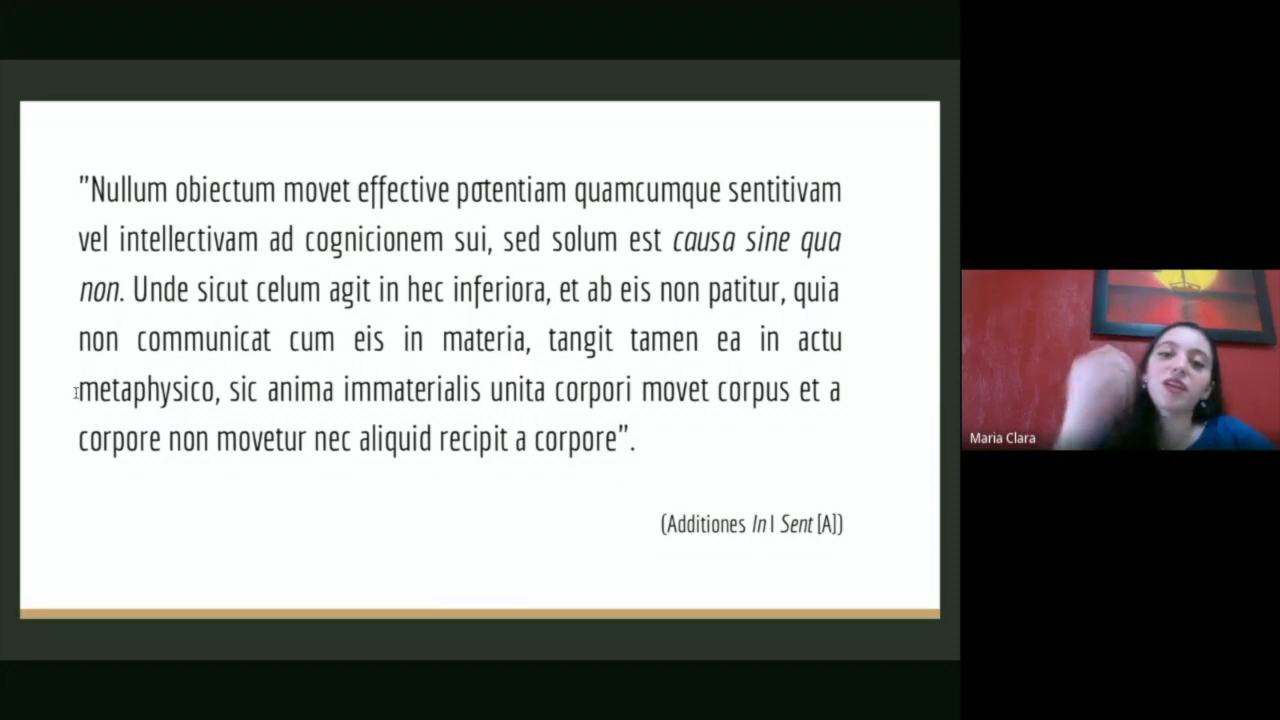 ”Nullum obiectum movet effective potentiam quamcumque sentitivam
vel intellectivam ad cognicionem sui, sed solum est causa sine qua
non. Unde sicut celum agit in hec inferiora, et ab eis non patitur, quia
non communicat cum eis in materia, tangit tamen ea in actu
metaphysico, sic anima immaterialis unita corpori movet corpus et a
corpore non movetur nec aliquid recipit a corpore”.
(Additiones In I Sent [A])
Maria Clara